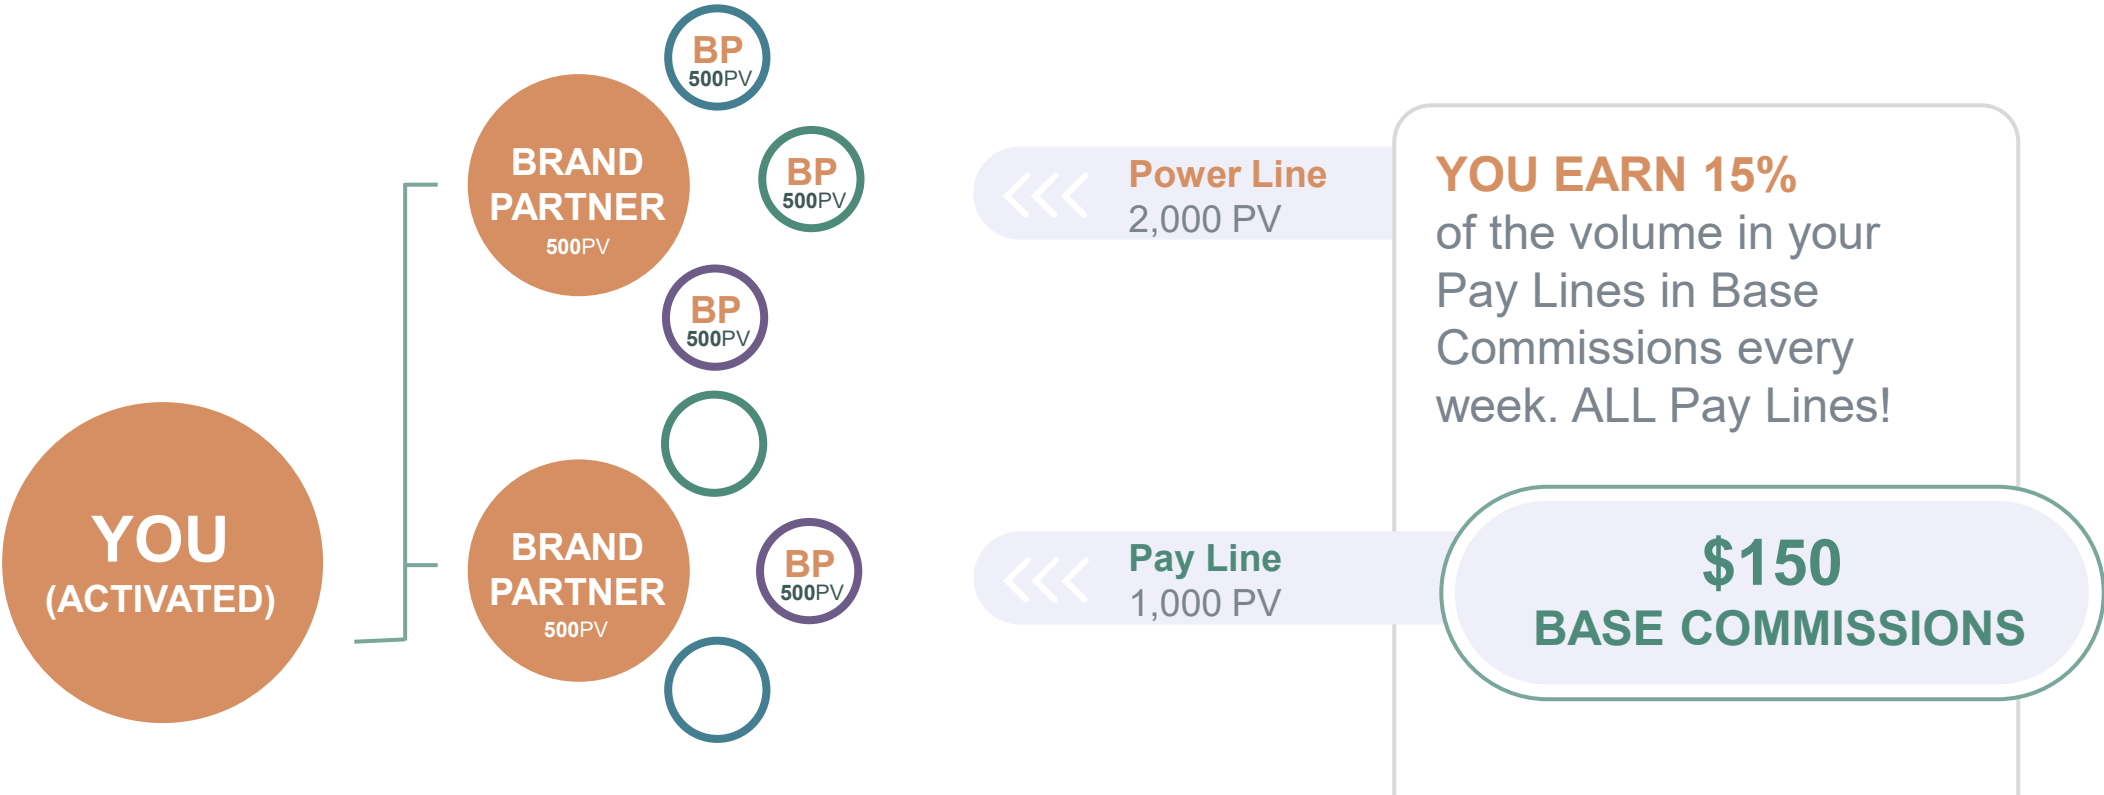 BP
500PV
BRAND
PARTNER
500PV
BP
500PV
BP
500PV
Power Line
2,000 PV
YOU EARN 15%
of the volume in your
Pay Lines in Base
Commissions every
week. ALL Pay Lines!
YOU
(ACTIVATED)
BRAND
PARTNER
500PV
BP
500PV
Pay Line
1,000 PV
$150
BASE COMMISSIONS